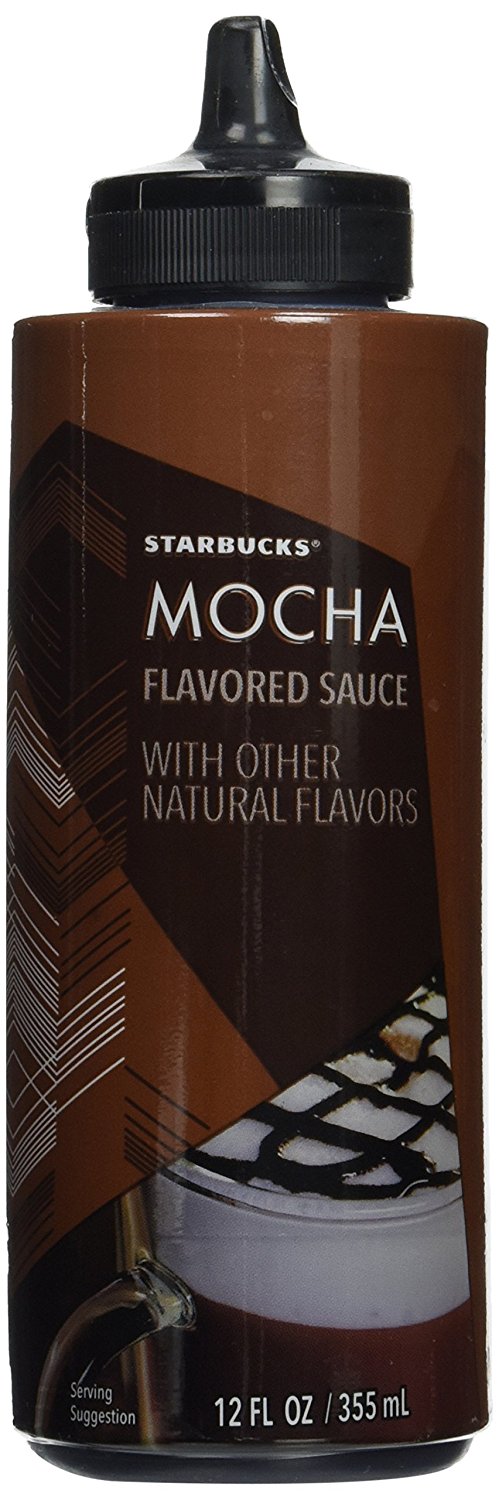 STARBUCKS®
MOCHA
FLAVORED SAUCE
WITH OTHER
NATURAL FLAVORS
Serving
Suggestion
12 FL OZ / 355 mL